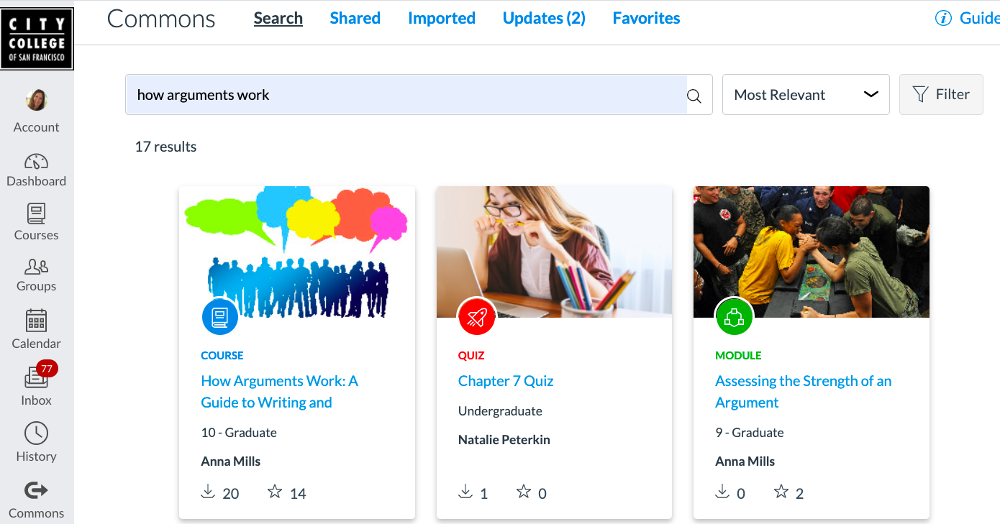 CITY
COLLEGE
OF SAN FRANCISCO
Account
Dashboard
Courses
Groups
Calendar
77
Inbox
History
Commons
Commons
Search Shared Imported Updates (2) Favorites
Guide
how arguments work
Most Relevant
Filter
17 results
COURSE
How Arguments Work: A
Guide to Writing and
10 - Graduate
Anna Mills
20 14
QUIZ
Chapter 7 Quiz
Undergraduate
Natalie Peterkin
1 0
MODULE
Assessing the Strength of an
Argument
9 - Graduate
Anna Mills
0 2